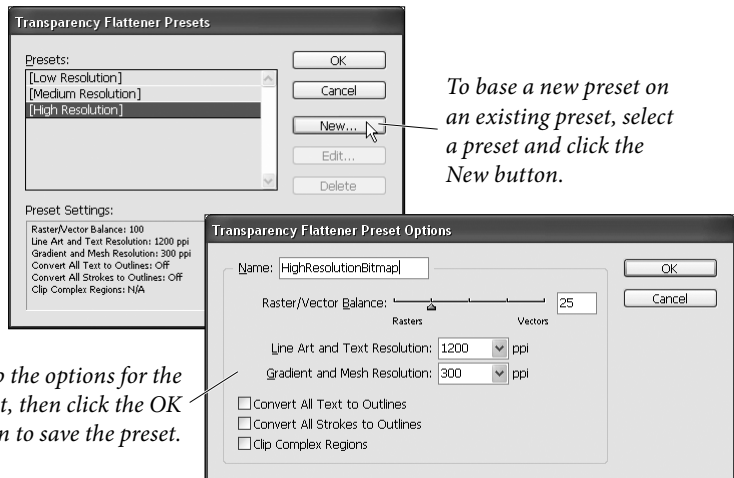 Transparency Flattener Presets
Presets:
[Low Resolution]
[Medium Resolution]
[High Resolution]
OK
Cancel
New...
Edit...
Delete
To base a new preset on
an existing preset, select
a preset and click the
New button.
Preset Settings:
Raster/Vector Balance: 100
Line Art and Text Resolution: 1200 ppi
Gradient and Mesh Resolution: 300 ppi
Convert All Text to Outlines: Off
Convert All Strokes to Outlines: Off
Clip Complex Regions: N/A
Transparency Flattener Preset Options
Name: HighResolutionBitmap
OK
Cancel
Raster/Vector Balance: 25
Rasters Vectors
Line Art and Text Resolution: 1200 ppi
Gradient and Mesh Resolution: 300 ppi
Convert All Text to Outlines
Convert All Strokes to Outlines
Clip Complex Regions
the options for the
then click the OK
to save the preset.